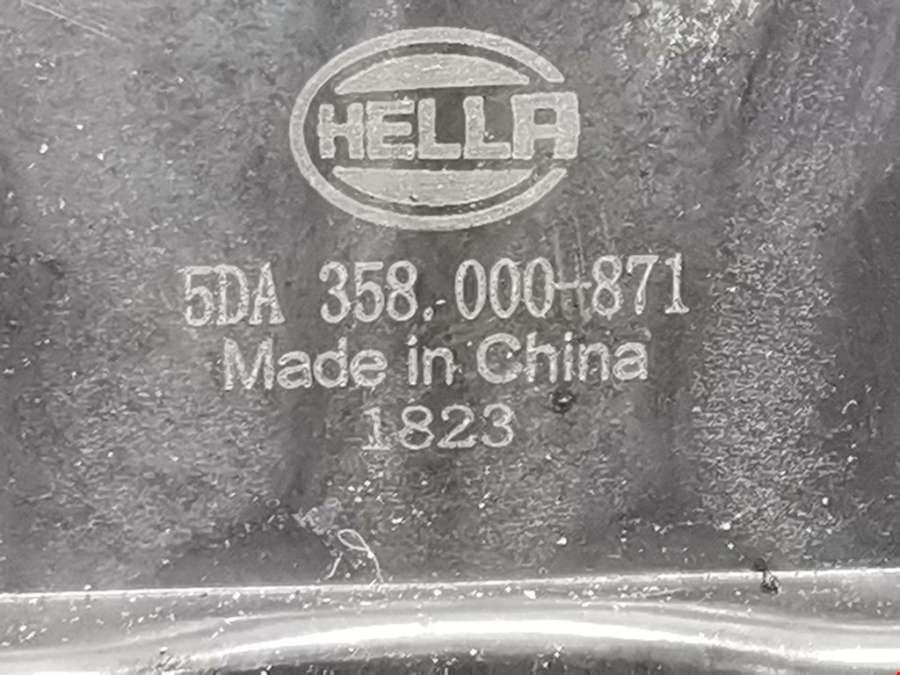 HELLA
5DA 358.000-871
Made in China
1823